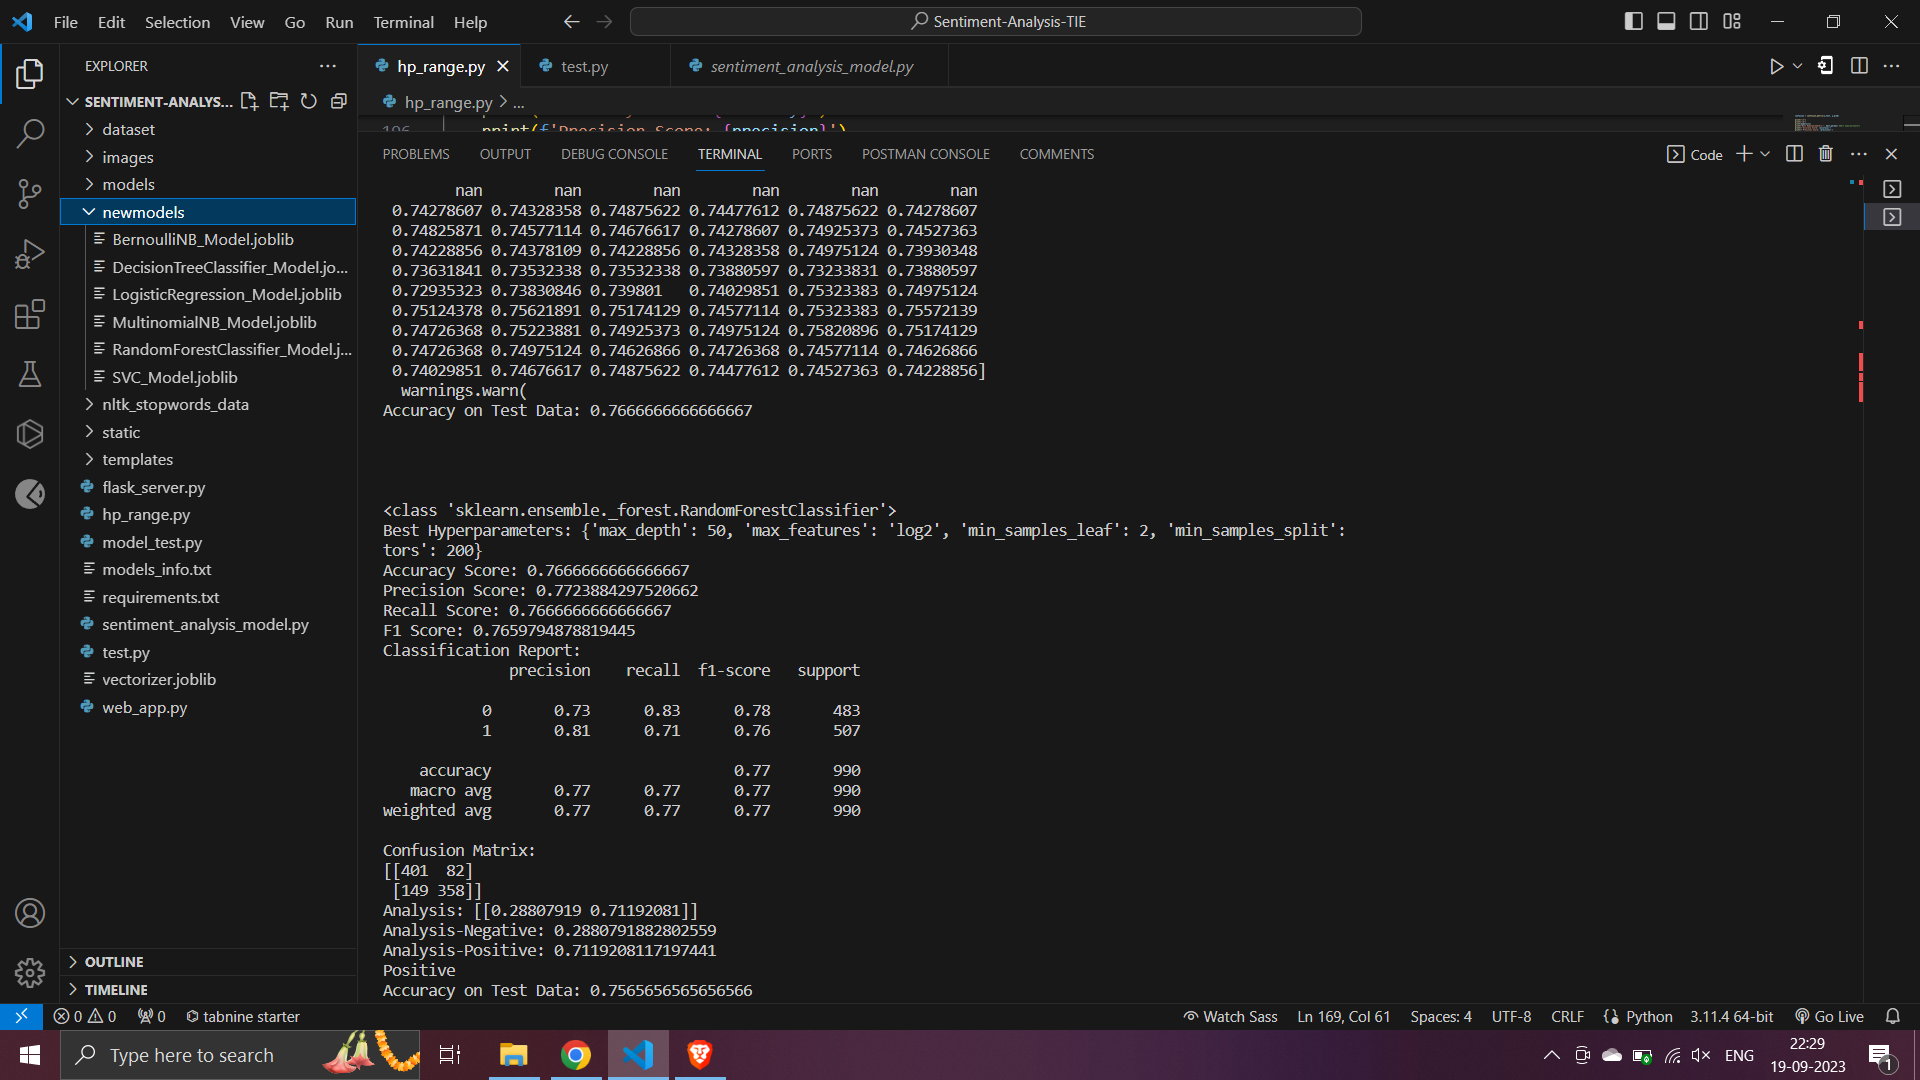 File Edit Selection View Go Run Terminal Help
Sentiment-Analysis-TIE
EXPLORER
SENTIMENT-ANALYS...
dataset
images
models
newmodels
BernoulliNB_Model.joblib
DecisionTreeClassifier_Model.jo...
LogisticRegression_Model.joblib
MultinomialNB_Model.joblib
RandomForestClassifier_Model.j...
SVC_Model.joblib
nltk_stopwords_data
static
templates
flask_server.py
hp_range.py
model_test.py
models_info.txt
requirements.txt
sentiment_analysis_model.py
test.py
vectorizer.joblib
web_app.py
OUTLINE
TIMELINE
hp_range.py test.py sentiment_analysis_model.py
hp_range.py > ...
106 print(f'Precision Score: {precision}')
PROBLEMS OUTPUT DEBUG CONSOLE TERMINAL PORTS POSTMAN CONSOLE COMMENTS
Code
nan nan nan nan nan nan
0.74278607 0.74328358 0.74875622 0.74477612 0.74875622 0.74278607
0.74825871 0.74577114 0.74676617 0.74278607 0.74925373 0.74527363
0.74228856 0.74378109 0.74228856 0.74328358 0.74975124 0.73930348
0.73631841 0.73532338 0.73532338 0.73880597 0.73233831 0.73880597
0.72935323 0.73830846 0.739801 0.74029851 0.75323383 0.74975124
0.75124378 0.75621891 0.75174129 0.74577114 0.75323383 0.75572139
0.74726368 0.75223881 0.74925373 0.74975124 0.75820896 0.75174129
0.74726368 0.74975124 0.74626866 0.74726368 0.74577114 0.74626866
0.74029851 0.74676617 0.74875622 0.74477612 0.74527363 0.74228856]
warnings.warn(
Accuracy on Test Data: 0.7666666666666667
<class 'sklearn.ensemble._forest.RandomForestClassifier'>
Best Hyperparameters: {'max_depth': 50, 'max_features': 'log2', 'min_samples_leaf': 2, 'min_samples_split':
tors': 200}
Accuracy Score: 0.7666666666666667
Precision Score: 0.7723884297520662
Recall Score: 0.7666666666666667
F1 Score: 0.7659794878819445
Classification Report:
precision recall f1-score support
0 0.73 0.83 0.78 483
1 0.81 0.71 0.76 507
accuracy 0.77 990
macro avg 0.77 0.77 0.77 990
weighted avg 0.77 0.77 0.77 990
Confusion Matrix:
[[401 82]
[149 358]]
Analysis: [[0.28807919 0.71192081]]
Analysis-Negative: 0.2880791882802559
Analysis-Positive: 0.7119208117197441
Positive
Accuracy on Test Data: 0.7565656565656566
0 0 0 tabnine starter Watch Sass Ln 169, Col 61 Spaces: 4 UTF-8 CRLF Python 3.11.4 64-bit Go Live
Type here to search
ENG
22:29
19-09-2023
1